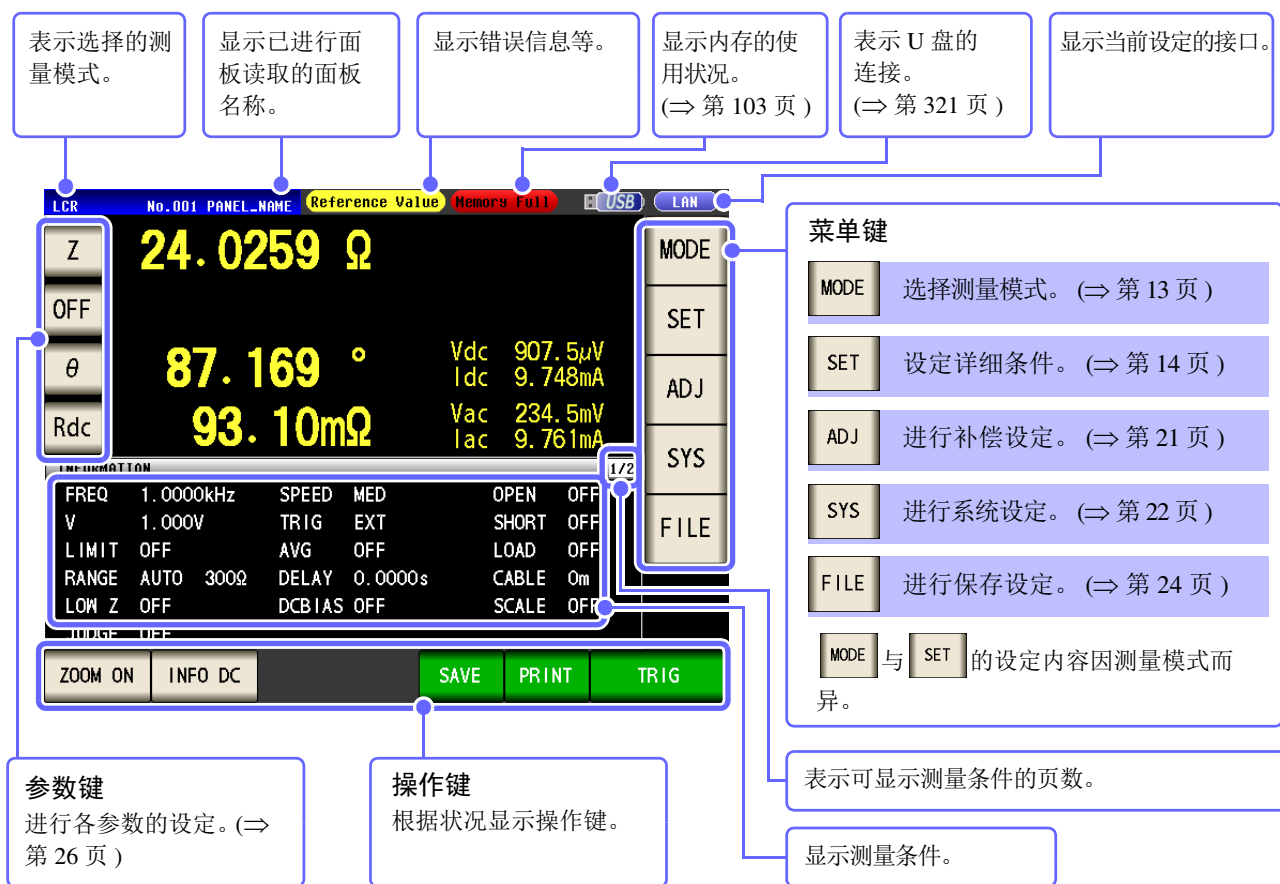 表示选择的测
量模式。
显示已进行面
板读取的面板
名称。
显示错误信息等。
显示内存的使
用状况。
(⇒ 第 103 页 )
表示 U 盘的
连接。
(⇒ 第 321 页 )
显示当前设定的接口。
LCR
No.001 PANEL_NAME
Reference Value
Memory Full
USB
LAN
Z
24.0259 Ω
OFF
θ
87.169 °
Vdc 907.5μV
Idc 9.748mA
Rdc
93.10mΩ
Vac 234.5mV
Iac 9.761mA
MODE
SET
ADJ
SYS
FILE
INFORMATION
1/2
FREQ 1.0000kHz SPEED MED OPEN OFF
V 1.000V TRIG EXT SHORT OFF
LIMIT OFF AVG OFF LOAD OFF
RANGE AUTO 300Ω DELAY 0.0000s CABLE 0m
LOW Z OFF DCBIAS OFF SCALE OFF
JUDGE OFF
ZOOM ON INFO DC SAVE PRINT TRIG
菜单键
MODE 选择测量模式。 (⇒ 第 13 页 )
SET 设定详细条件。 (⇒ 第 14 页 )
ADJ 进行补偿设定。 (⇒ 第 21 页 )
SYS 进行系统设定。 (⇒ 第 22 页 )
FILE 进行保存设定。 (⇒ 第 24 页 )
MODE 与 SET 的设定内容因测量模式而
异。
参数键
进行各参数的设定。(⇒
第 26 页 )
操作键
根据状况显示操作键。
表示可显示测量条件的页数。
显示测量条件。